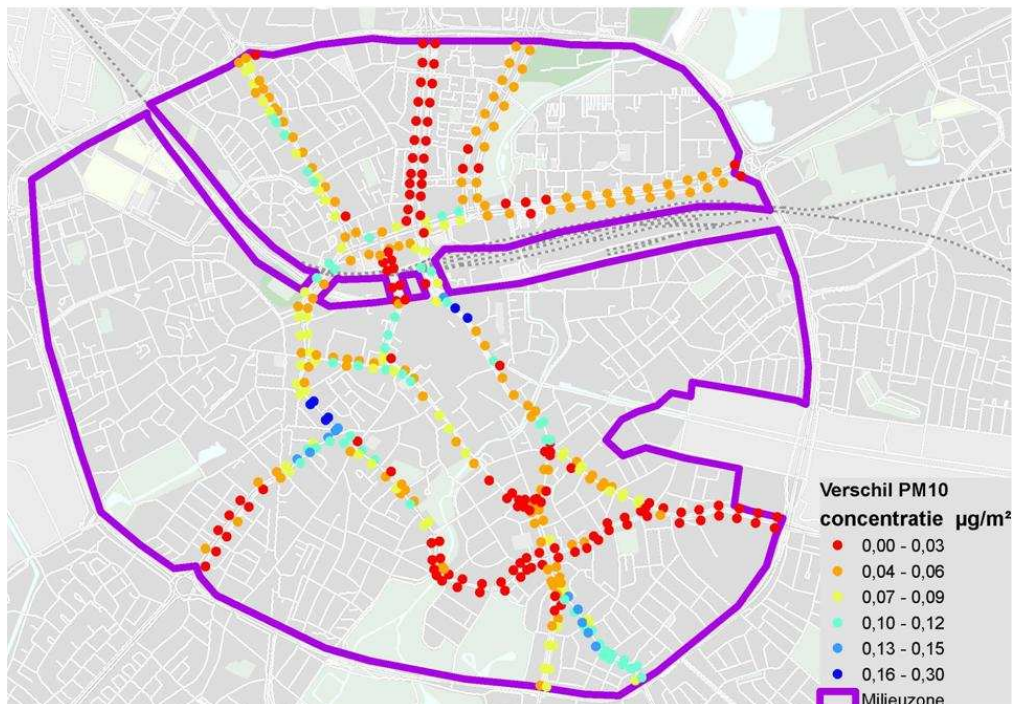 Verschil PM10
concentratie µg/m²
0,00 - 0,03
0,04 - 0,06
0,07 - 0,09
0,10 - 0,12
0,13 - 0,15
0,16 - 0,30
Milieuzone